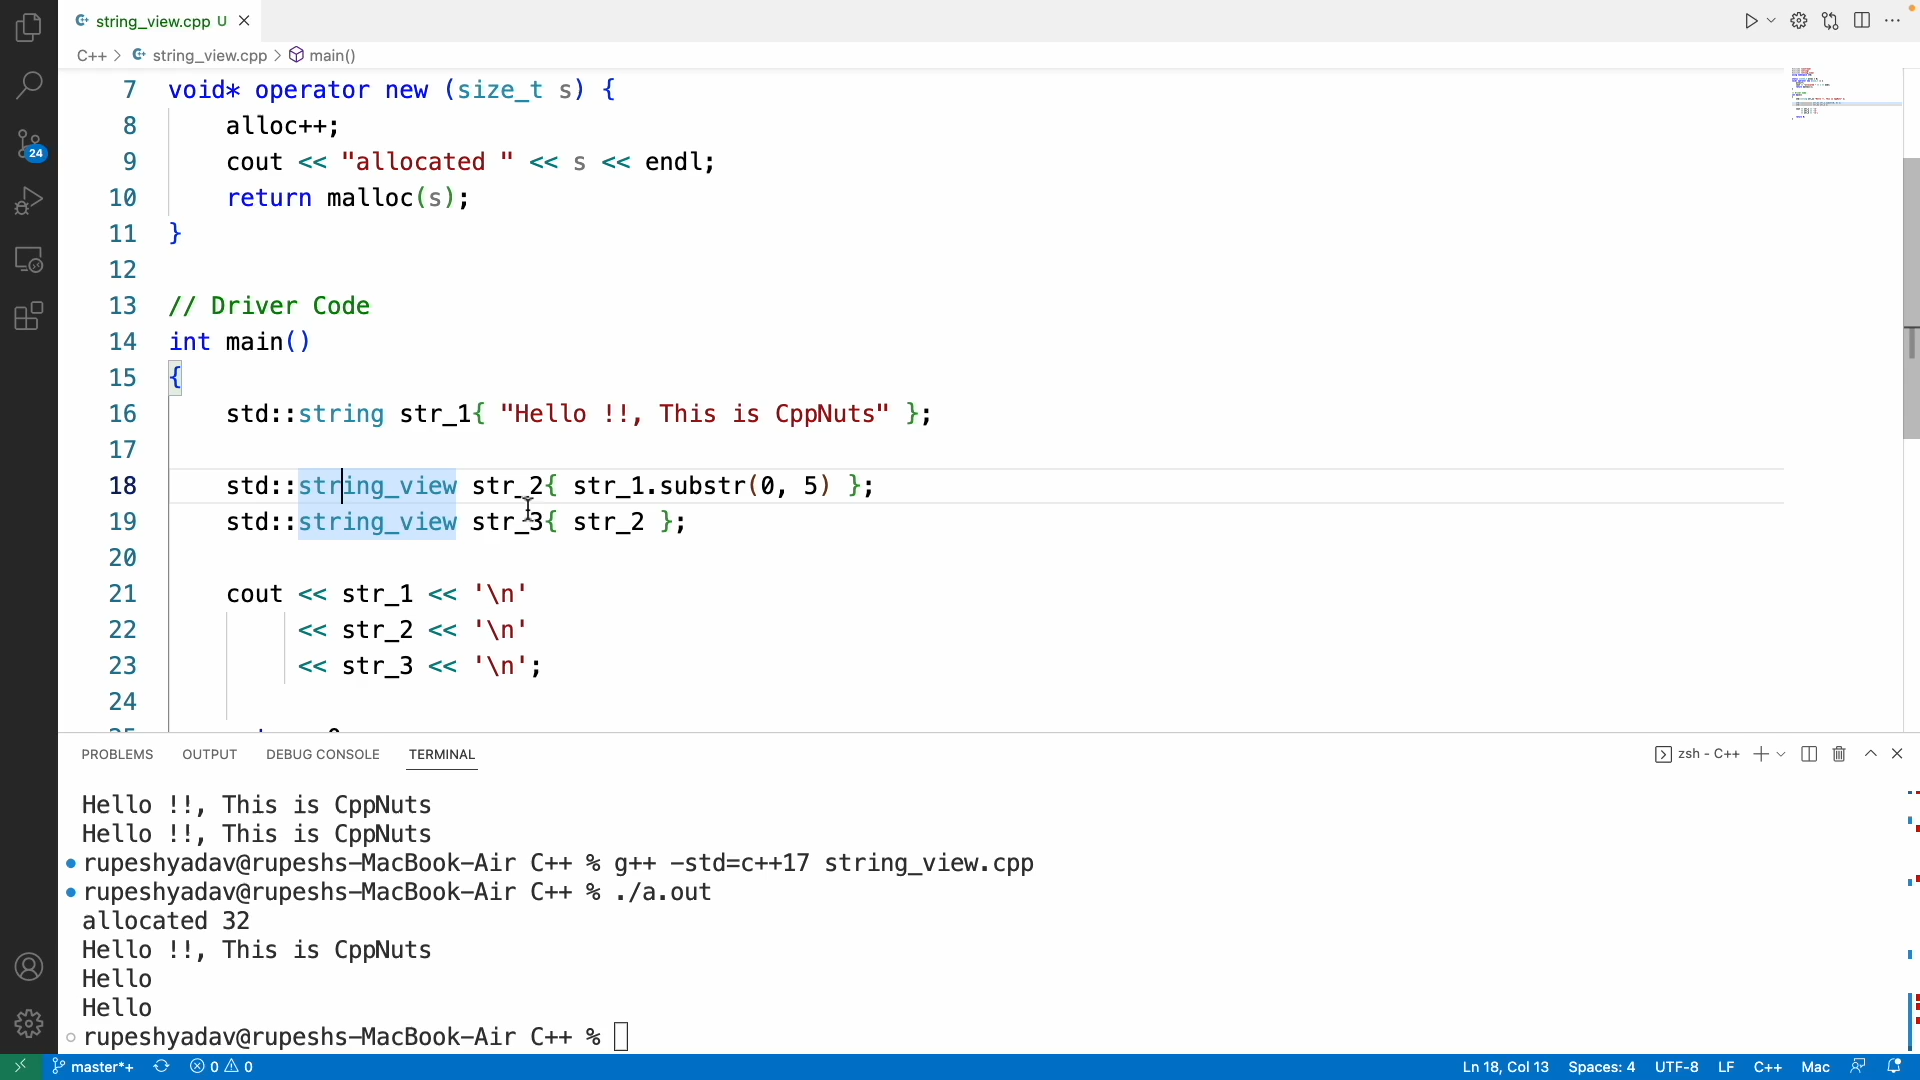 string_view.cpp U
C++ > string_view.cpp > main()
7 void* operator new (size_t s) {
8 alloc++;
9 cout << "allocated " << s << endl;
10 return malloc(s);
11 }
12
13 // Driver Code
14 int main()
15 {
16 std::string str_1{ "Hello !!, This is CppNuts" };
17
18 std::string_view str_2{ str_1.substr(0, 5) };
19 std::string_view str_3{ str_2 };
20
21 cout << str_1 << '\n'
22 << str_2 << '\n'
23 << str_3 << '\n';
24
24
PROBLEMS OUTPUT DEBUG CONSOLE TERMINAL zsh - C++
Hello !!, This is CppNuts
Hello !!, This is CppNuts
rupeshyadav@rupeshs-MacBook-Air C++ % g++ -std=c++17 string_view.cpp
rupeshyadav@rupeshs-MacBook-Air C++ % ./a.out
allocated 32
Hello !!, This is CppNuts
Hello
Hello
rupeshyadav@rupeshs-MacBook-Air C++ %
master*+ 0 0 Ln 18, Col 13 Spaces: 4 UTF-8 LF C++ Mac